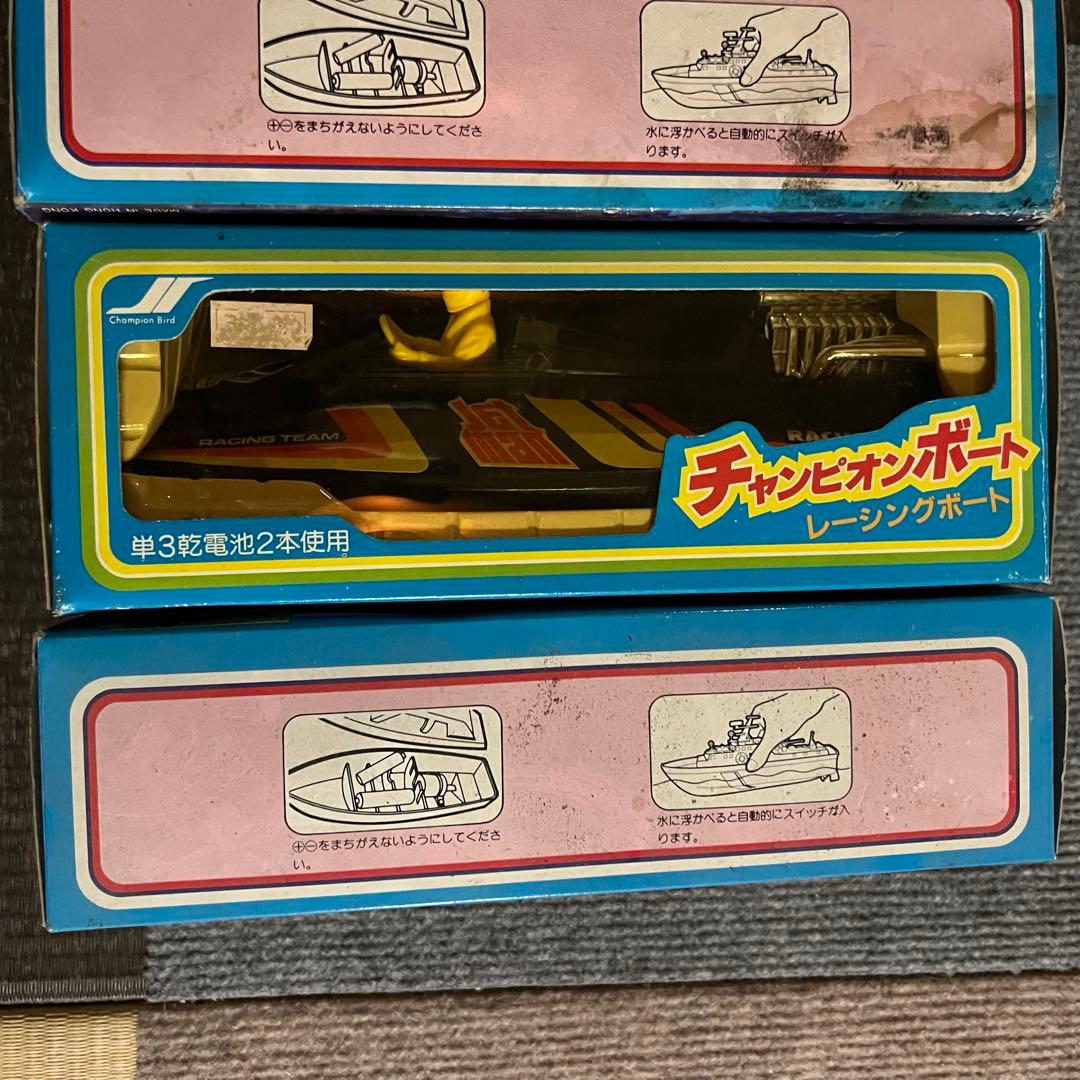 ⊕⊖をまちがえないようにしてくださ
い。
水に浮かべると自動的にスイッチが入
ります。
MADE IN HONG KONG
Champion Bird
RACING TEAM
チャンピオンボート
レーシングボート
単3乾電池2本使用
⊕⊖をまちがえないようにしてくださ
い。
水に浮かべると自動的にスイッチが入
ります。